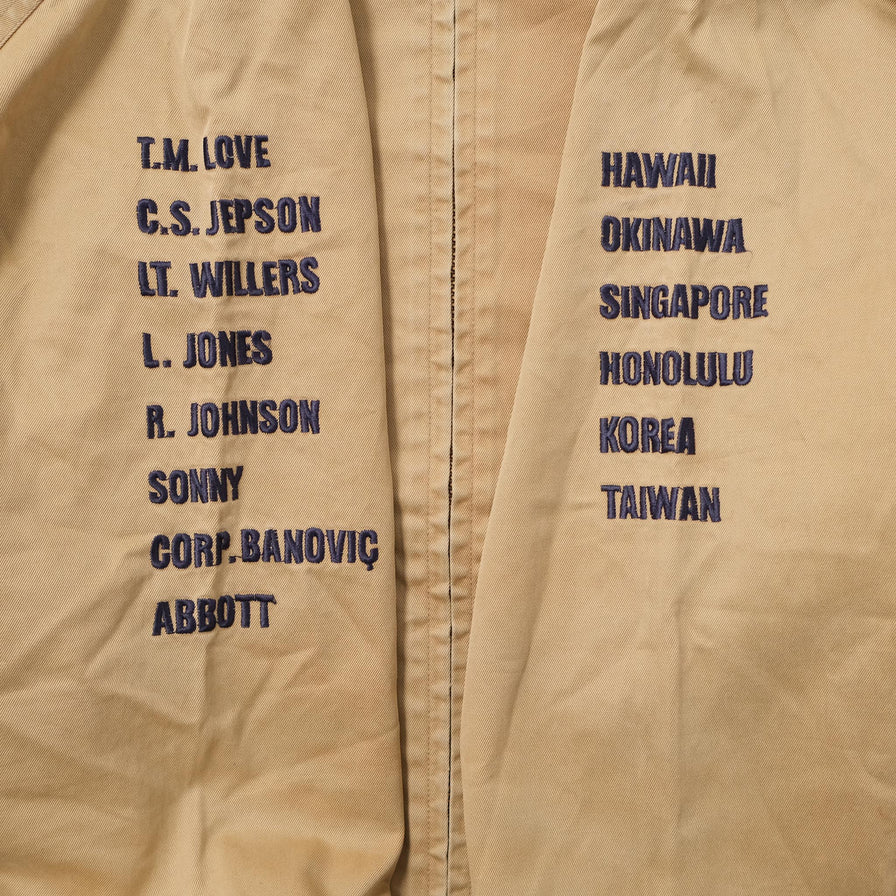 T.M. LOVE
C.S. JEPSON
LT. WILLERS
L. JONES
R. JOHNSON
SONNY
CORP. BANOVIÇ
ABBOTT
HAWAII
OKINAWA
SINGAPORE
HONOLULU
KOREA
TAIWAN